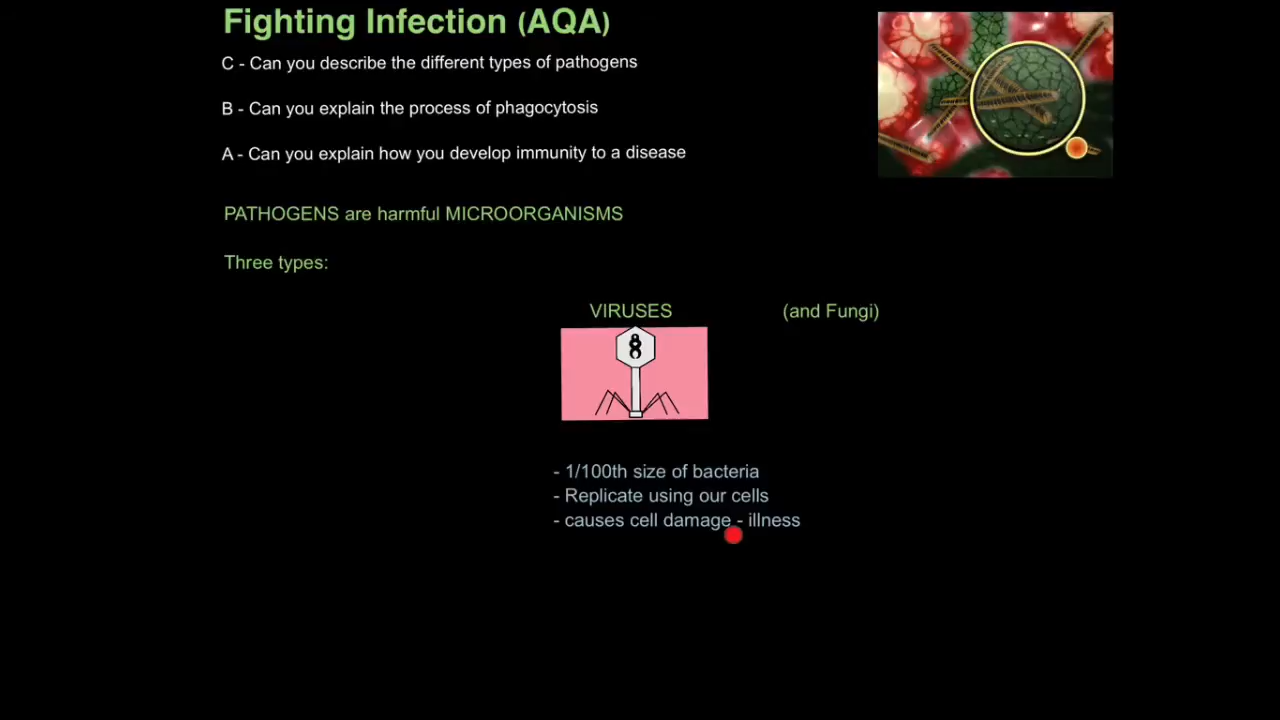 Fighting Infection (AQA)
C - Can you describe the different types of pathogens
B - Can you explain the process of phagocytosis
A - Can you explain how you develop immunity to a disease
PATHOGENS are harmful MICROORGANISMS
Three types:
VIRUSES (and Fungi)
- 1/100th size of bacteria
- Replicate using our cells
- causes cell damage - illness